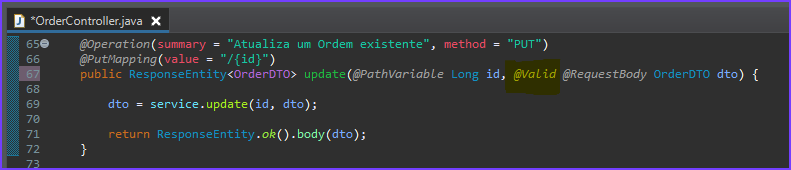 *OrderController.java
65 @Operation(summary = "Atualiza um Ordem existente", method = "PUT")
66 @PutMapping(value = "/{id}")
67 public ResponseEntity<OrderDTO> update(@PathVariable Long id, @Valid @RequestBody OrderDTO dto) {
68
69 dto = service.update(id, dto);
70
71 return ResponseEntity.ok().body(dto);
72 }
73